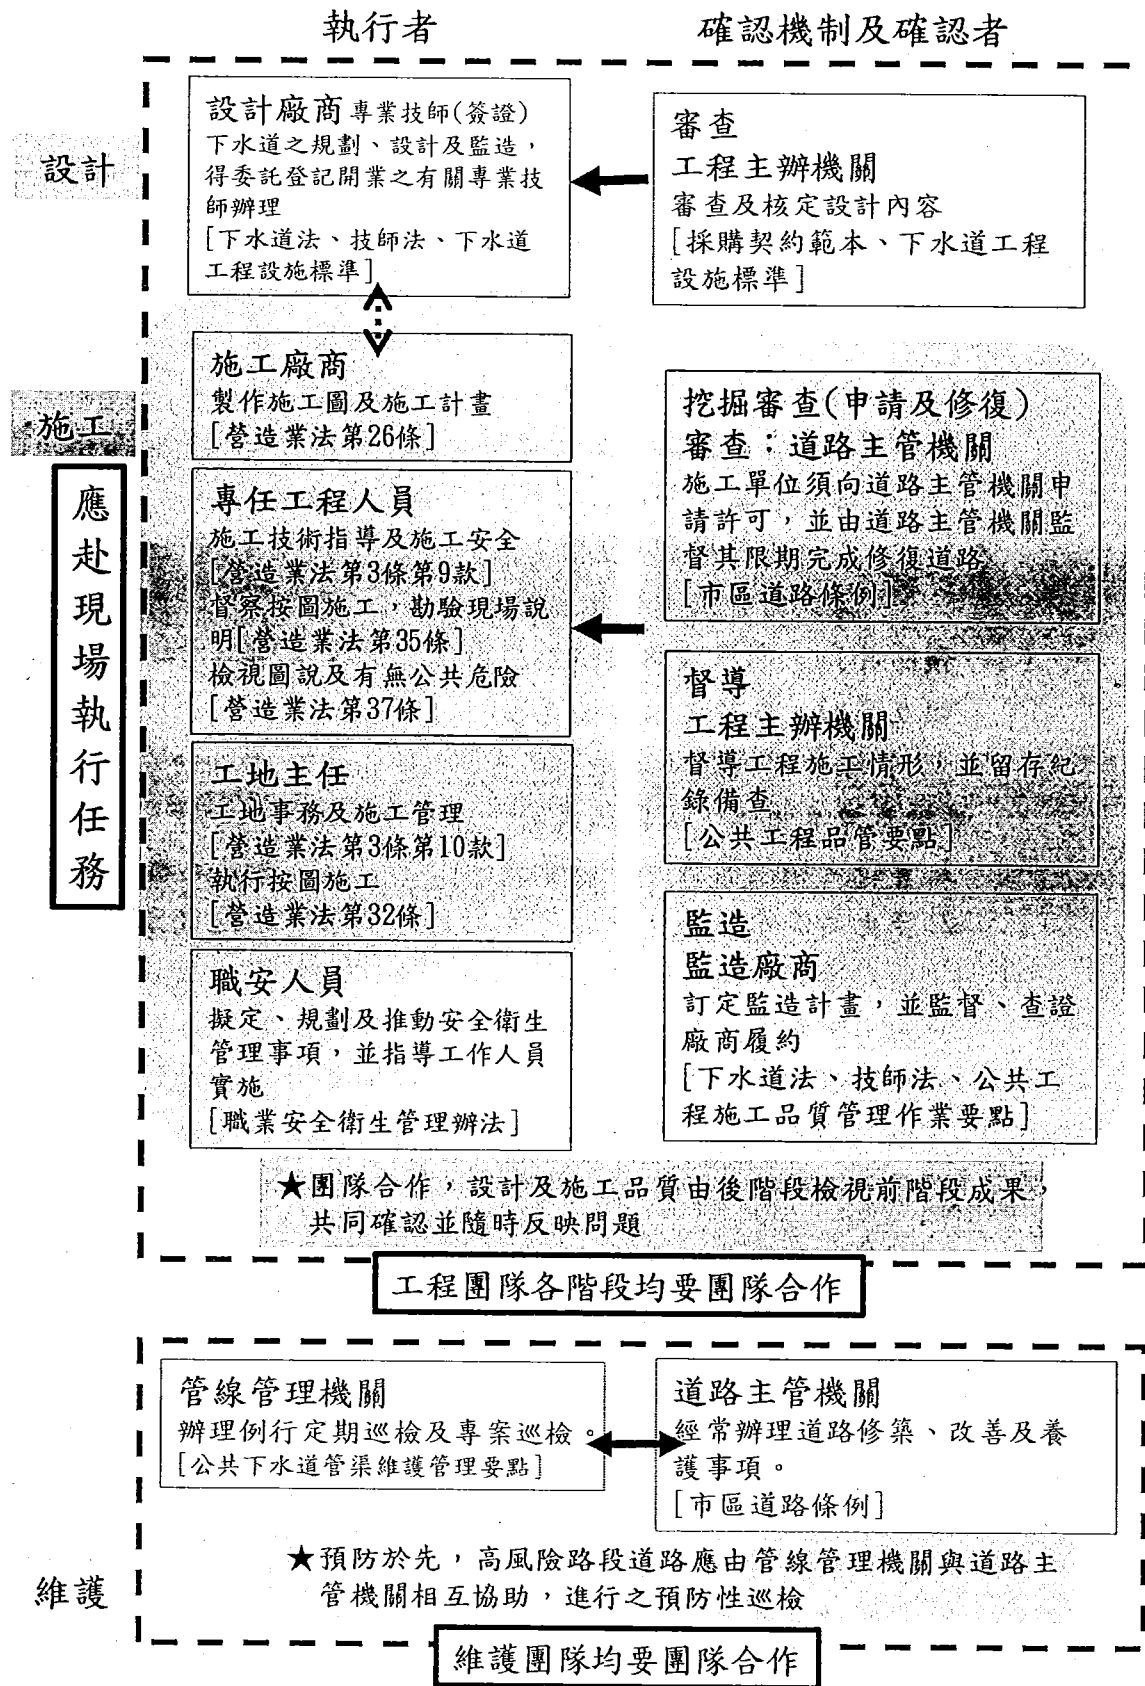 執行者
確認機制及確認者
設計
設計廠商 專業技師(簽證)
下水道之規劃、設計及監造，
得委託登記開業之有關專業技
師辦理
[下水道法、技師法、下水道
工程設施標準]
審查
工程主辦機關
審查及核定設計內容
[採購契約範本、下水道工程
設施標準]
施工
應赴現場執行任務
施工廠商
製作施工圖及施工計畫
[營造業法第26條]
專任工程人員
施工技術指導及施工安全
[營造業法第3條第9款]
督察按圖施工，勘驗現場說
明[營造業法第35條]
檢視圖說及有無公共危險
[營造業法第37條]
工地主任
工地事務及施工管理
[營造業法第3條第10款]
執行按圖施工
[營造業法第32條]
職安人員
擬定、規劃及推動安全衛生
管理事項，並指導工作人員
實施
[職業安全衛生管理辦法]
挖掘審查(申請及修復)
審查：道路主管機關
施工單位須向道路主管機關申
請許可，並由道路主管機關監
督其限期完成修復道路
[市區道路條例]
督導
工程主辦機關
督導工程施工情形，並留存紀
錄備查
[公共工程品管要點]
監造
監造廠商
訂定監造計畫，並監督、查證
廠商履約
[下水道法、技師法、公共工
程施工品質管理作業要點]
★團隊合作，設計及施工品質由後階段檢視前階段成果，
共同確認並隨時反映問題
工程團隊各階段均要團隊合作
維護
管線管理機關
辦理例行定期巡檢及專案巡檢。
[公共下水道管渠維護管理要點]
道路主管機關
經常辦理道路修築、改善及養
護事項。
[市區道路條例]
★預防於先，高風險路段道路應由管線管理機關與道路主
管機關相互協助，進行之預防性巡檢
維護團隊均要團隊合作